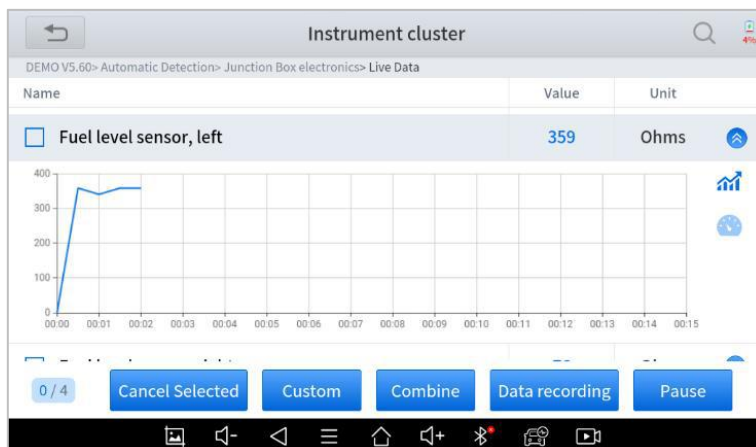 Instrument cluster
4%
DEMO V5.60> Automatic Detection> Junction Box electronics> Live Data
Name Value Unit
Fuel level sensor, left 359 Ohms
400
300
200
100
0
00:00 00:01 00:02 00:03 00:04 00:05 00:06 00:07 00:08 00:09 00:10 00:11 00:12 00:13 00:14 00:15
0 / 4 Cancel Selected Custom Combine Data recording Pause